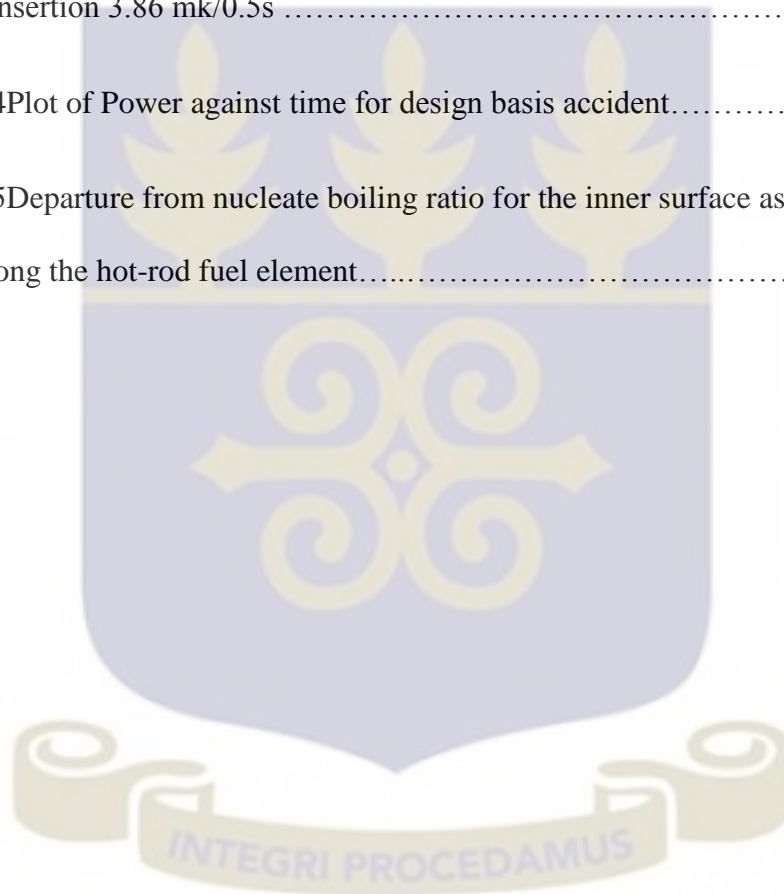 nsertion 3.86 mk/0.5s ………………………………………………
4Plot of Power against time for design basis accident…………
5Departure from nucleate boiling ratio for the inner surface as
ong the hot-rod fuel element…..……………………………………
INTEGRI PROCEDAMUS